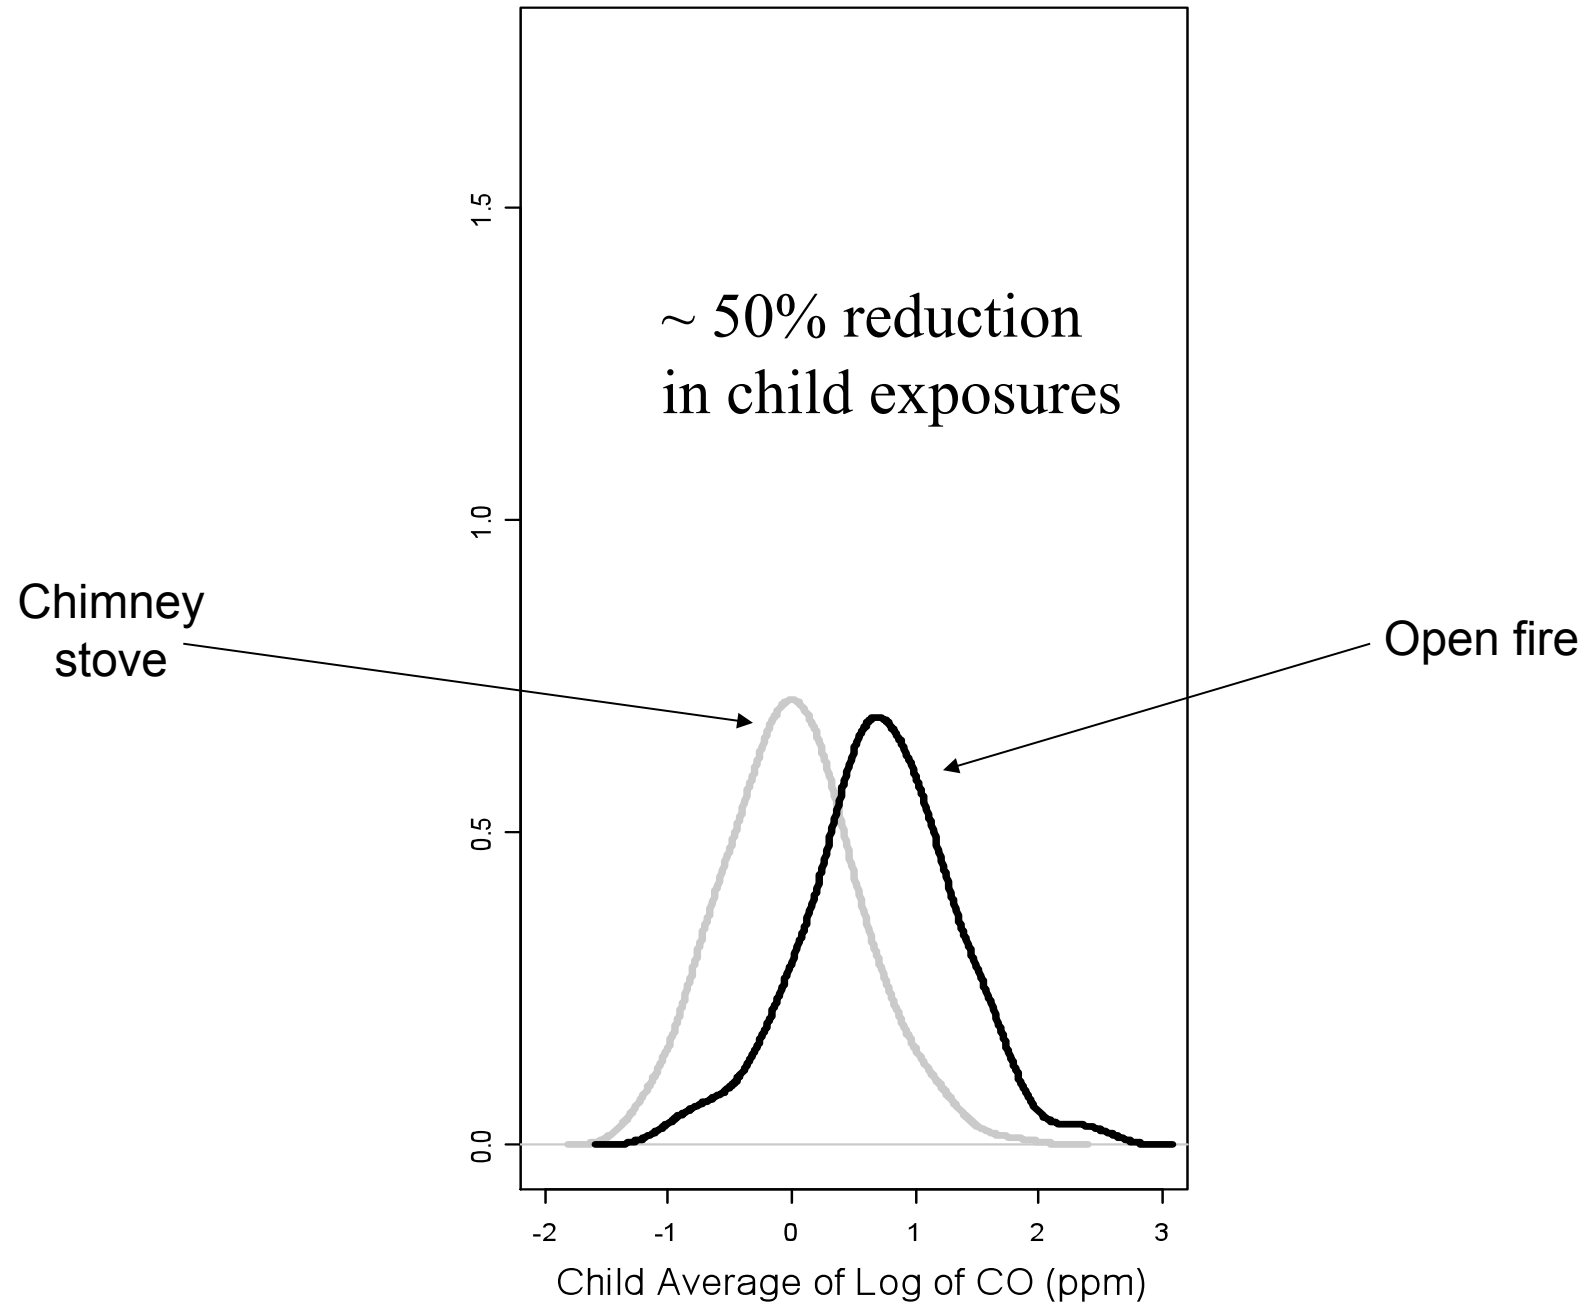 1.5
~ 50% reduction
in child exposures
1.0
Chimney
stove
Open fire
0.5
0.0
-2 -1 0 1 2 3
Child Average of Log of CO (ppm)